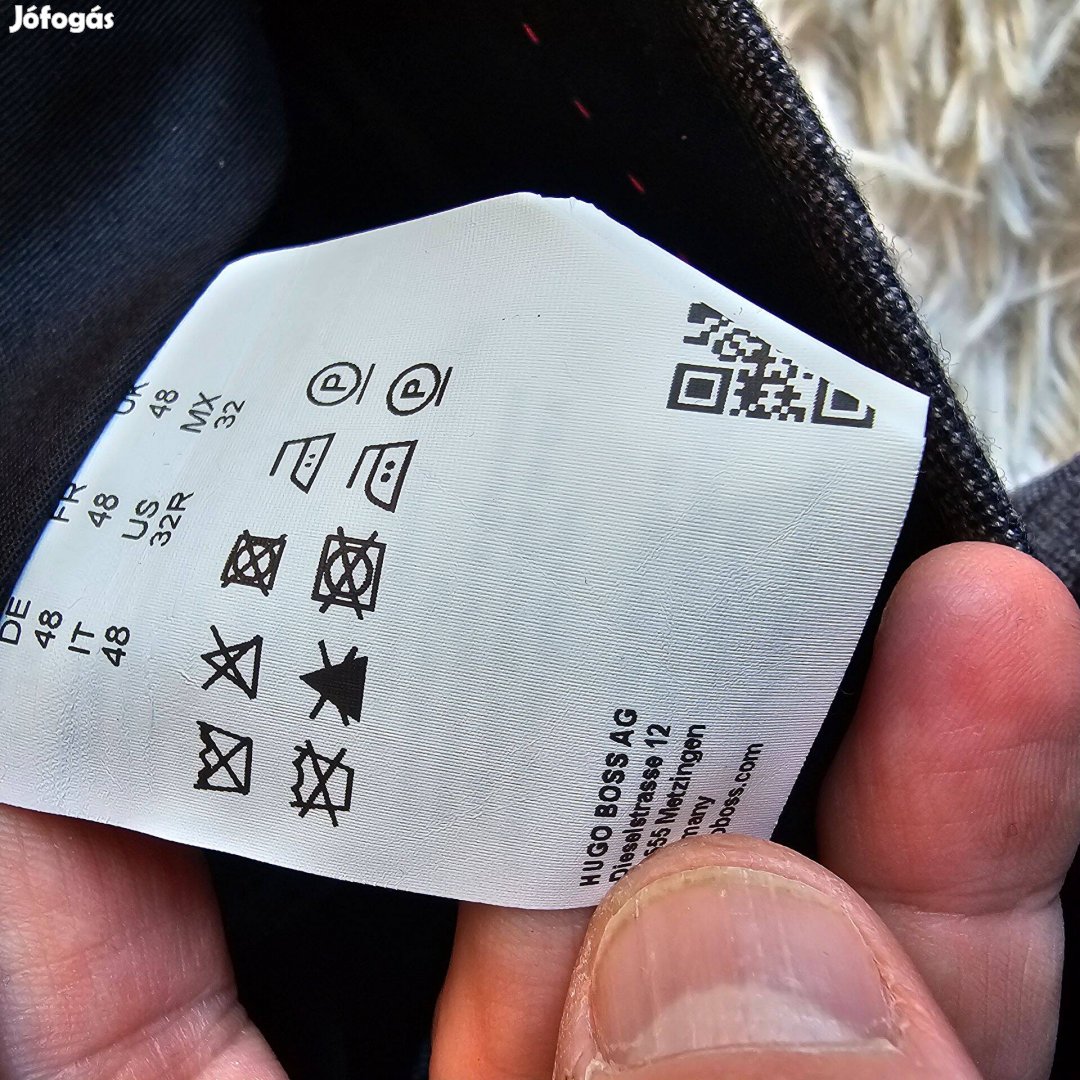 Jófogás
DE FR UK
48 48 48
IT US MX
48 32R 32
P
P
HUGO BOSS AG
Dieselstrasse 12
Metzingen